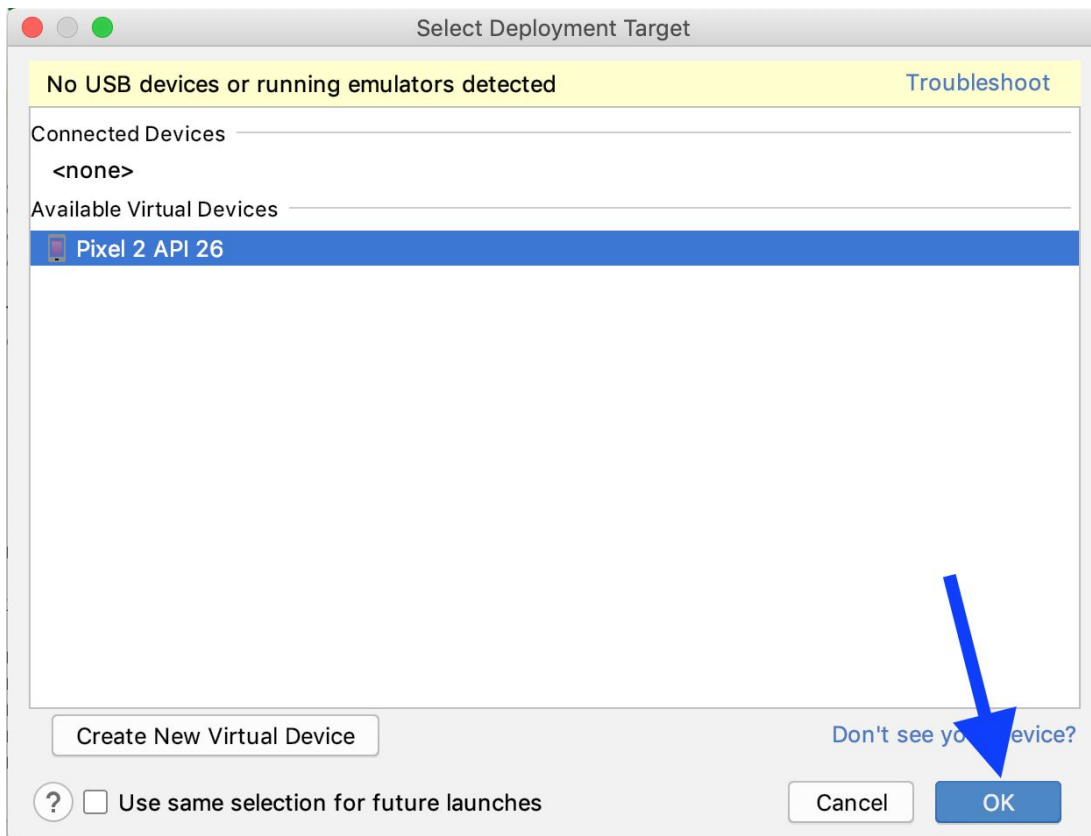 Select Deployment Target
No USB devices or running emulators detected Troubleshoot
Connected Devices
<none>
Available Virtual Devices
Pixel 2 API 26
Create New Virtual Device Don't see yo evice?
? Use same selection for future launches Cancel OK